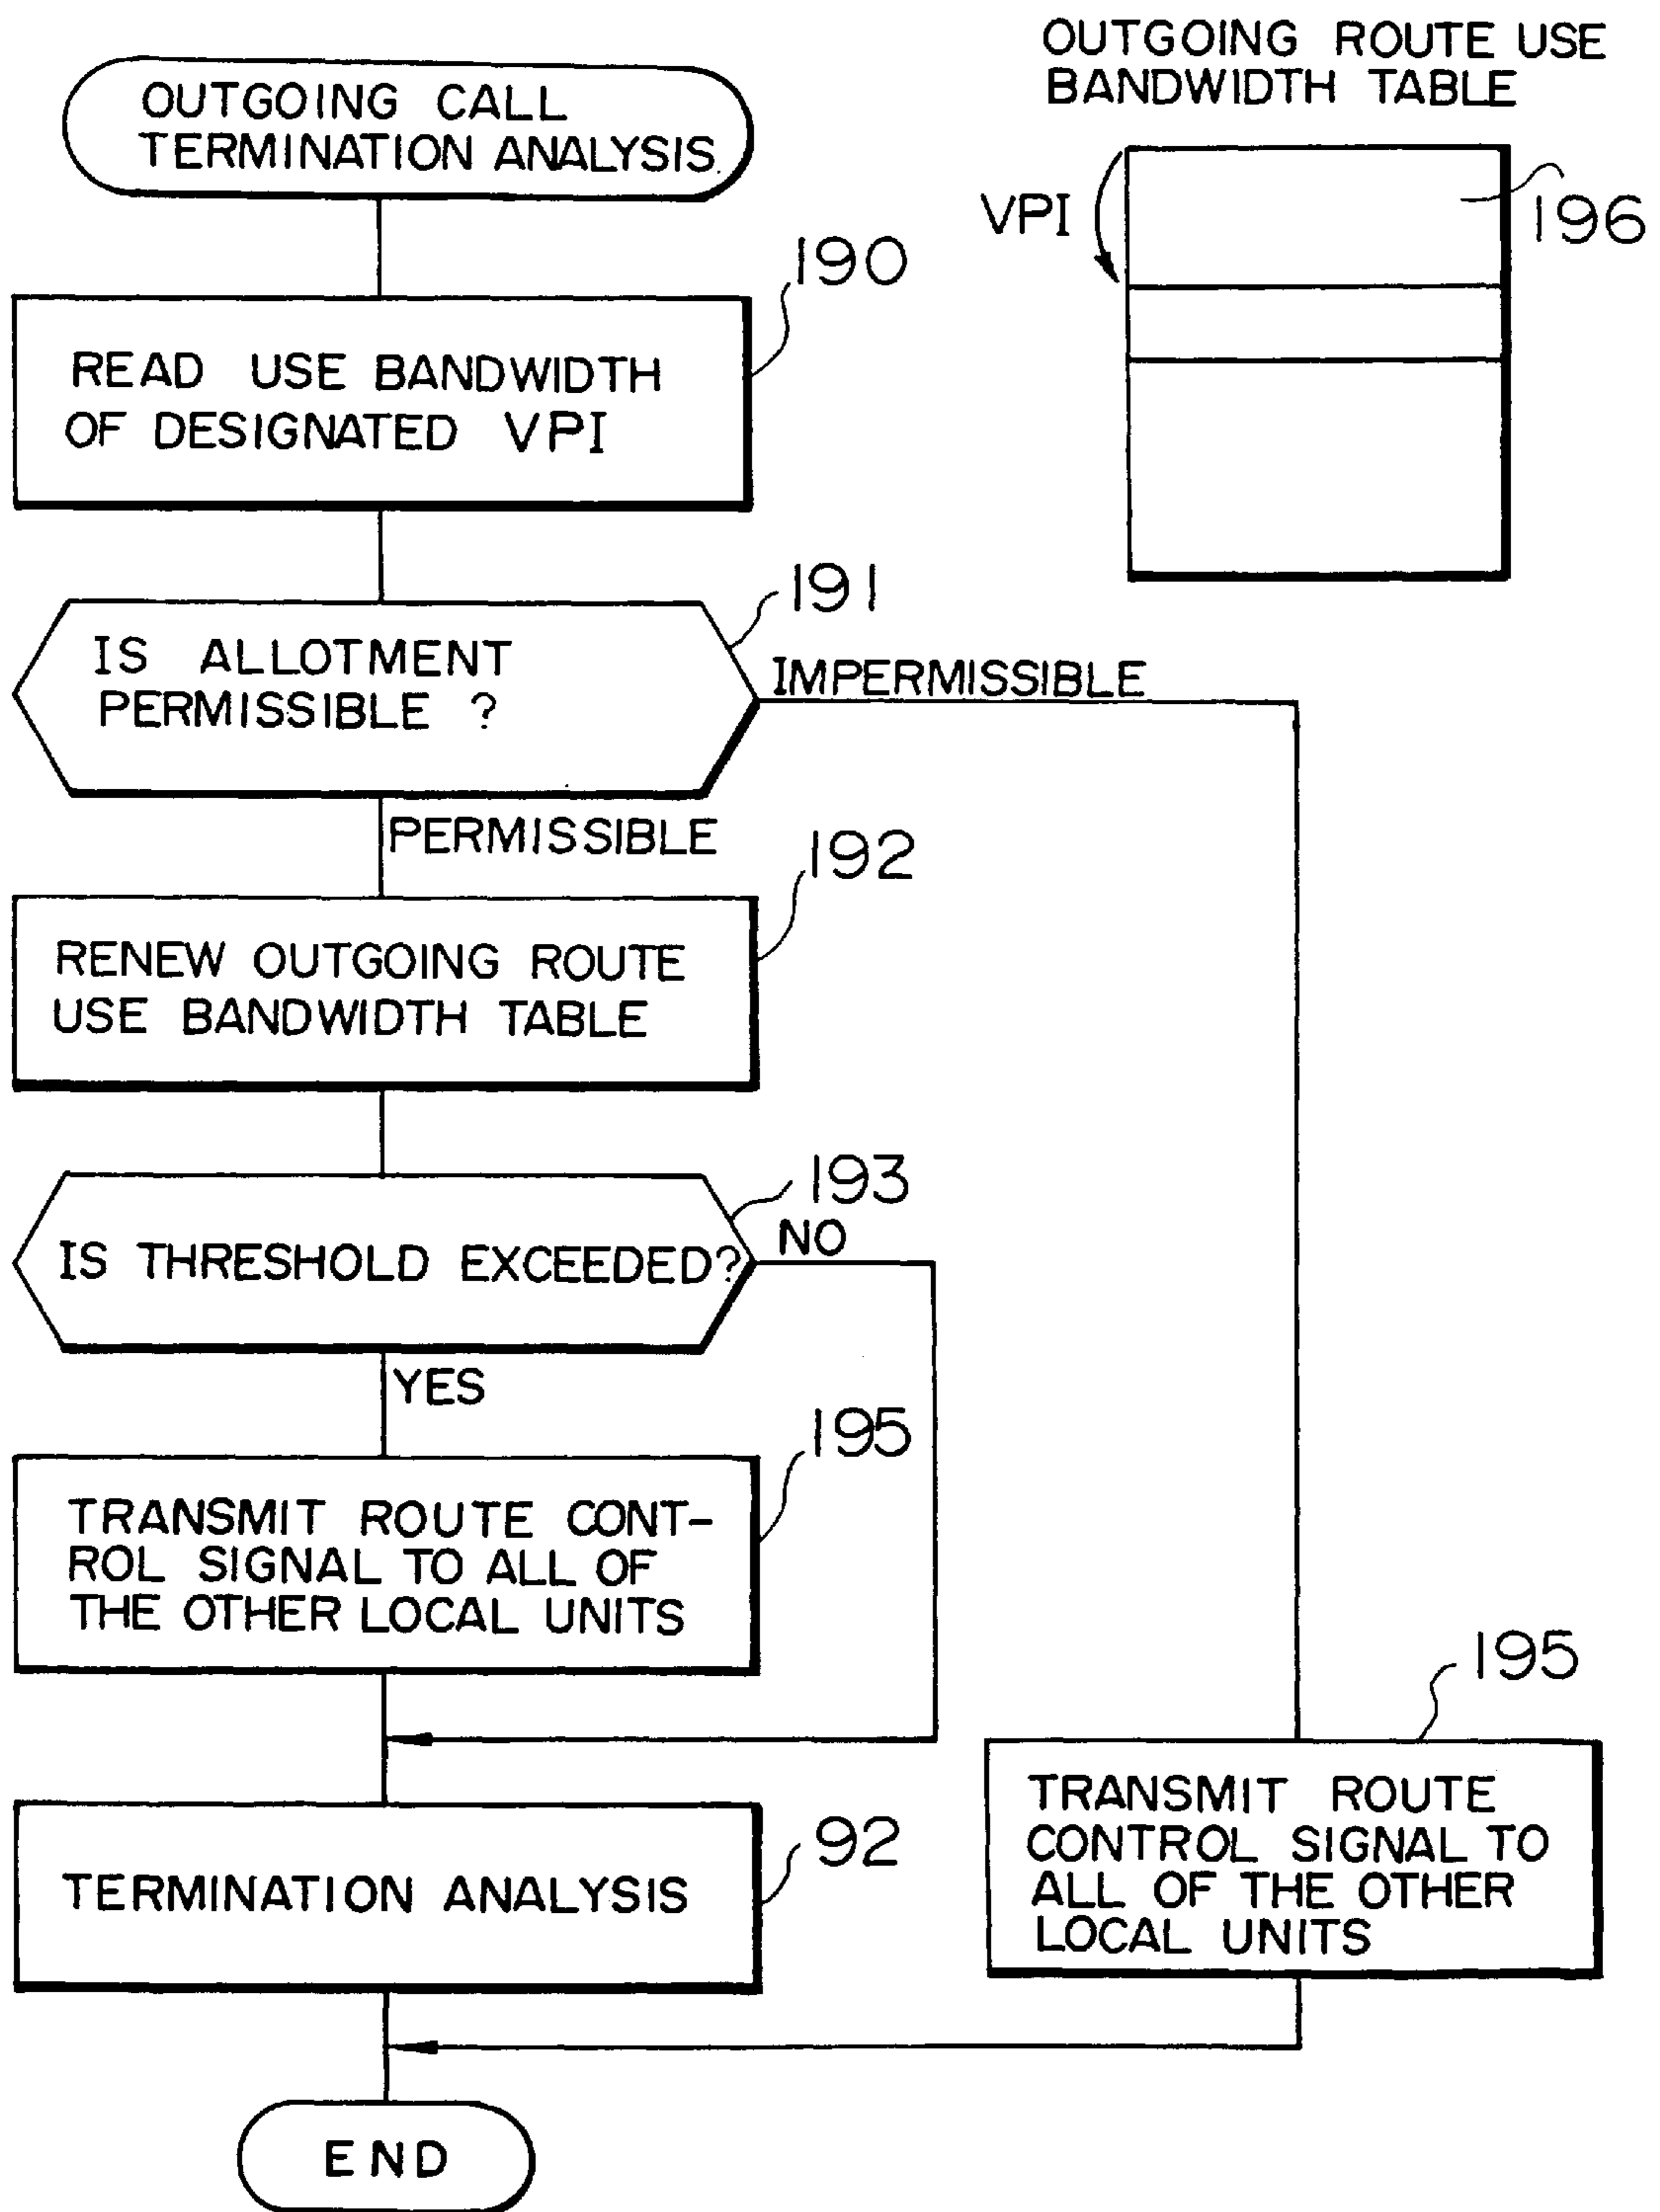 OUTGOING CALL
TERMINATION ANALYSIS
OUTGOING ROUTE USE
BANDWIDTH TABLE
VPI
196
190
READ USE BANDWIDTH
OF DESIGNATED VPI
191
IS ALLOTMENT
PERMISSIBLE ?
IMPERMISSIBLE
PERMISSIBLE
192
RENEW OUTGOING ROUTE
USE BANDWIDTH TABLE
193
IS THRESHOLD EXCEEDED?
NO
YES
195
TRANSMIT ROUTE CONT-
ROL SIGNAL TO ALL OF
THE OTHER LOCAL UNITS
195
TRANSMIT ROUTE
CONTROL SIGNAL TO
ALL OF THE OTHER
LOCAL UNITS
92
TERMINATION ANALYSIS
END